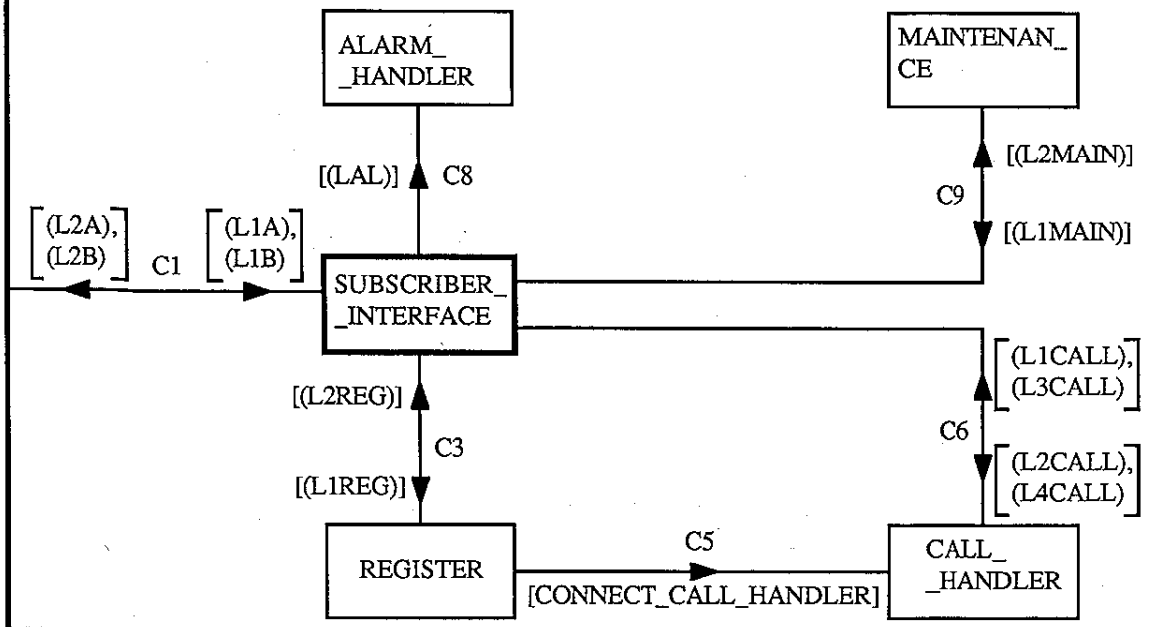 ALARM_
_HANDLER
MAINTENAN_
CE
[(LAL)]
C8
[(L2MAIN)]
C9
[(L1MAIN)]
[(L2A),
(L2B)]
C1
[(L1A),
(L1B)]
SUBSCRIBER_
_INTERFACE
[(L1CALL),
(L3CALL)]
[(L2REG)]
C3
C6
[(L1REG)]
[(L2CALL),
(L4CALL)]
REGISTER
C5
[CONNECT_CALL_HANDLER]
CALL_
_HANDLER